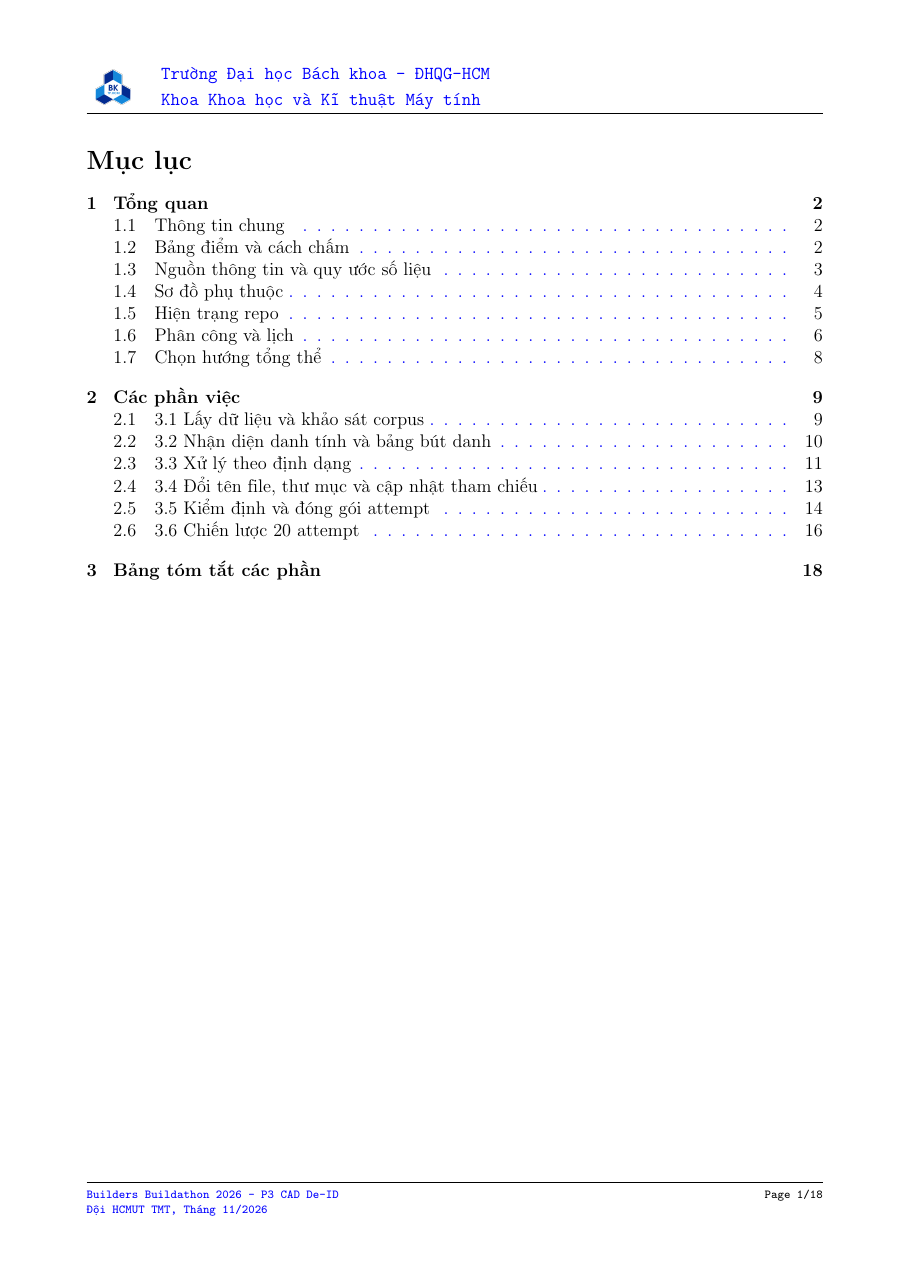 BK
Trường Đại học Bách khoa - ĐHQG-HCM
Khoa Khoa học và Kĩ thuật Máy tính
Mục lục
1 Tổng quan 2
1.1 Thông tin chung . . . . . . . . . . . . . . . . . . . . . . . . . . . . . . . . . . . 2
1.2 Bảng điểm và cách chấm . . . . . . . . . . . . . . . . . . . . . . . . . . . . . . . 2
1.3 Nguồn thông tin và quy ước số liệu . . . . . . . . . . . . . . . . . . . . . . . . . 3
1.4 Sơ đồ phụ thuộc . . . . . . . . . . . . . . . . . . . . . . . . . . . . . . . . . . . . 4
1.5 Hiện trạng repo . . . . . . . . . . . . . . . . . . . . . . . . . . . . . . . . . . . . 5
1.6 Phân công và lịch . . . . . . . . . . . . . . . . . . . . . . . . . . . . . . . . . . . 6
1.7 Chọn hướng tổng thể . . . . . . . . . . . . . . . . . . . . . . . . . . . . . . . . . 8
2 Các phần việc 9
2.1 3.1 Lấy dữ liệu và khảo sát corpus . . . . . . . . . . . . . . . . . . . . . . . . . . 9
2.2 3.2 Nhận diện danh tính và bảng bút danh . . . . . . . . . . . . . . . . . . . . . 10
2.3 3.3 Xử lý theo định dạng . . . . . . . . . . . . . . . . . . . . . . . . . . . . . . . 11
2.4 3.4 Đổi tên file, thư mục và cập nhật tham chiếu . . . . . . . . . . . . . . . . . . 13
2.5 3.5 Kiểm định và đóng gói attempt . . . . . . . . . . . . . . . . . . . . . . . . . 14
2.6 3.6 Chiến lược 20 attempt . . . . . . . . . . . . . . . . . . . . . . . . . . . . . . 16
3 Bảng tóm tắt các phần 18
Builders Buildathon 2026 - P3 CAD De-ID Page 1/18
Đội HCMUT TMT, Tháng 11/2026